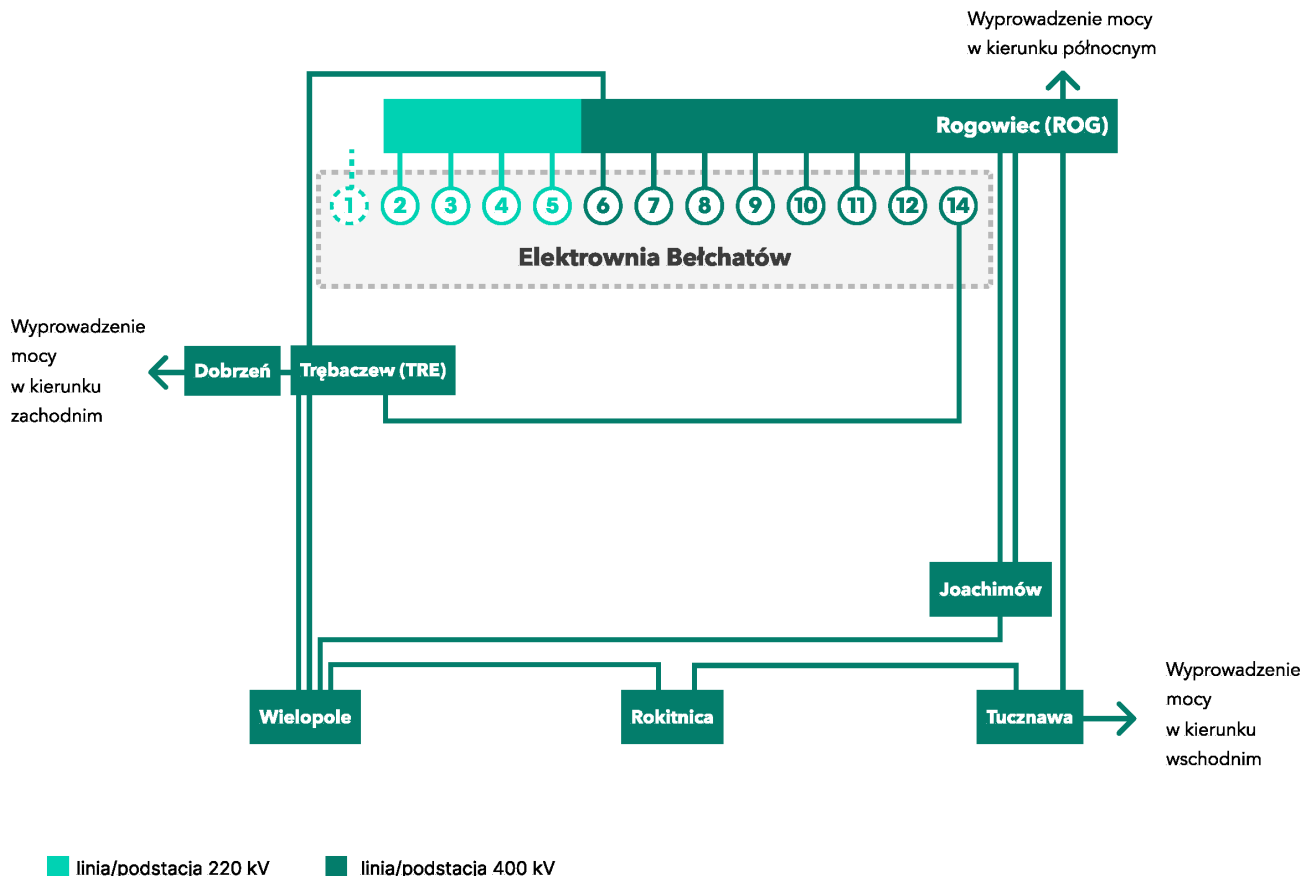 Wyprowadzenie mocy
w kierunku północnym
Rogowiec (ROG)
1 2 3 4 5 6 7 8 9 10 11 12 14
Elektrownia Bełchatów
Wyprowadzenie
mocy
w kierunku
zachodnim
Dobrzeń
Trębaczew (TRE)
Joachimów
Wielopole
Rokitnica
Tucznawa
Wyprowadzenie
mocy
w kierunku
wschodnim
linia/podstacja 220 kV
linia/podstacja 400 kV